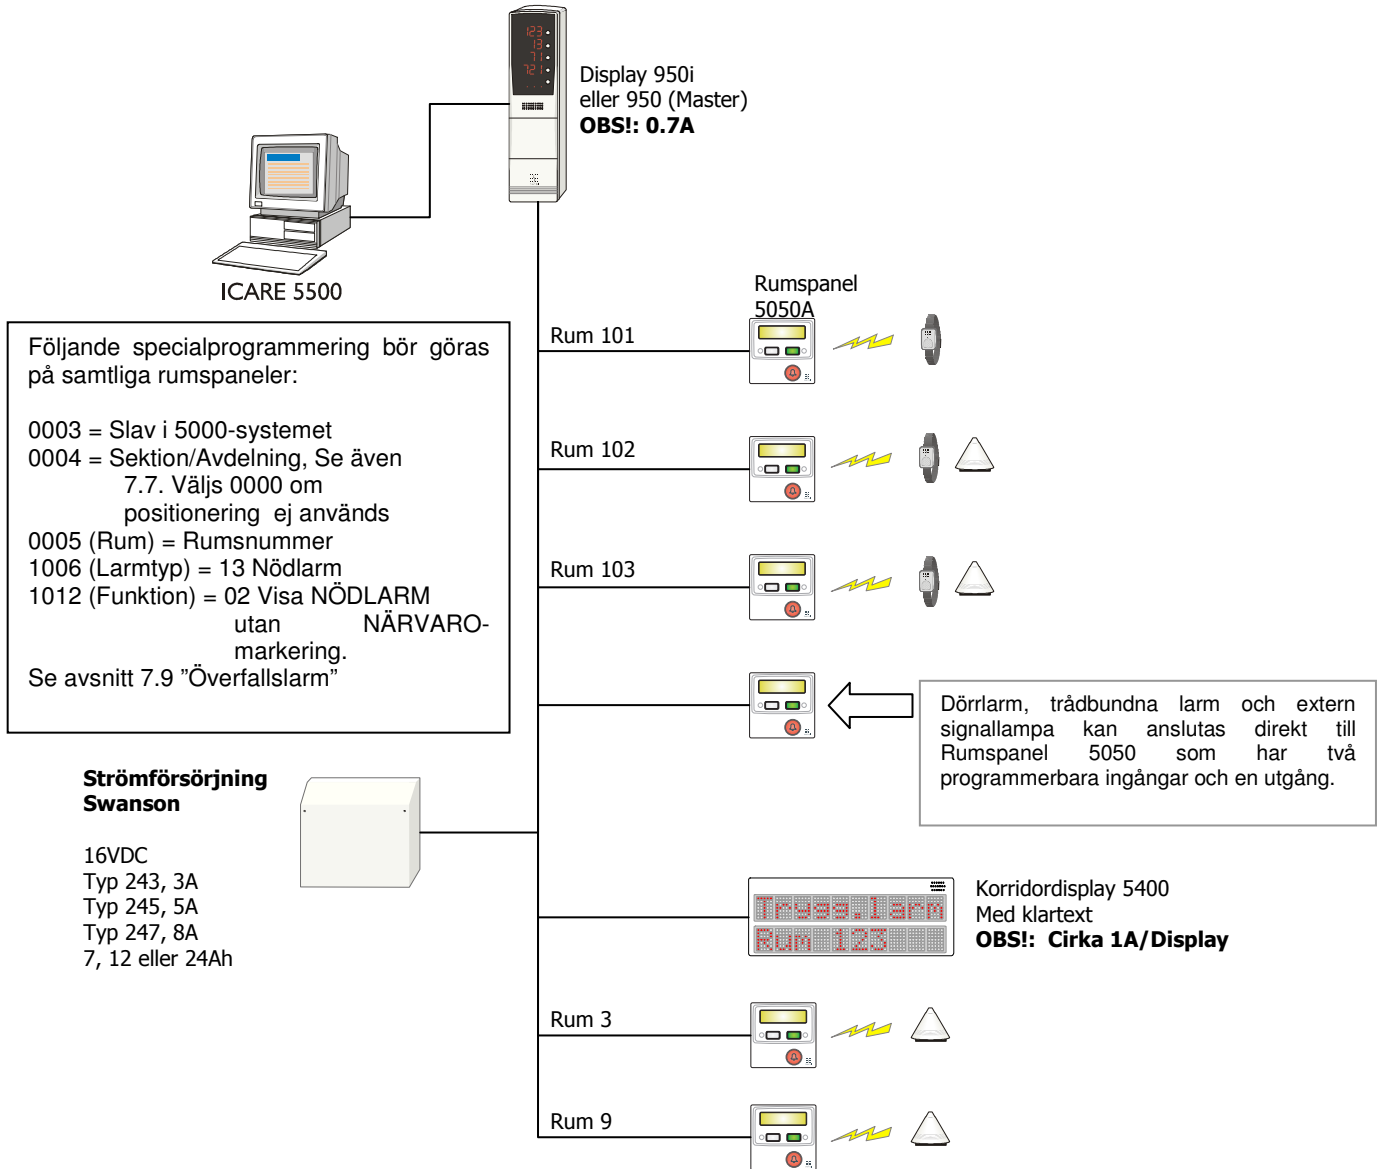 123
13
71
721
Display 950i
eller 950 (Master)
OBS!: 0.7A
ICARE 5500
Rumspanel
5050A
Rum 101
Följande specialprogrammering bör göras
på samtliga rumspaneler:
0003 = Slav i 5000-systemet
0004 = Sektion/Avdelning, Se även
7.7. Väljs 0000 om
positionering ej används
0005 (Rum) = Rumsnummer
1006 (Larmtyp) = 13 Nödlarm
1012 (Funktion) = 02 Visa NÖDLARM
utan NÄRVARO-
markering.
Se avsnitt 7.9 ”Överfallslarm”
Rum 102
Rum 103
Dörrlarm, trådbundna larm och extern
signallampa kan anslutas direkt till
Rumspanel 5050 som har två
programmerbara ingångar och en utgång.
Strömförsörjning
Swanson
16VDC
Typ 243, 3A
Typ 245, 5A
Typ 247, 8A
7, 12 eller 24Ah
Trygg.larm
Rum 123
Korridordisplay 5400
Med klartext
OBS!: Cirka 1A/Display
Rum 3
Rum 9